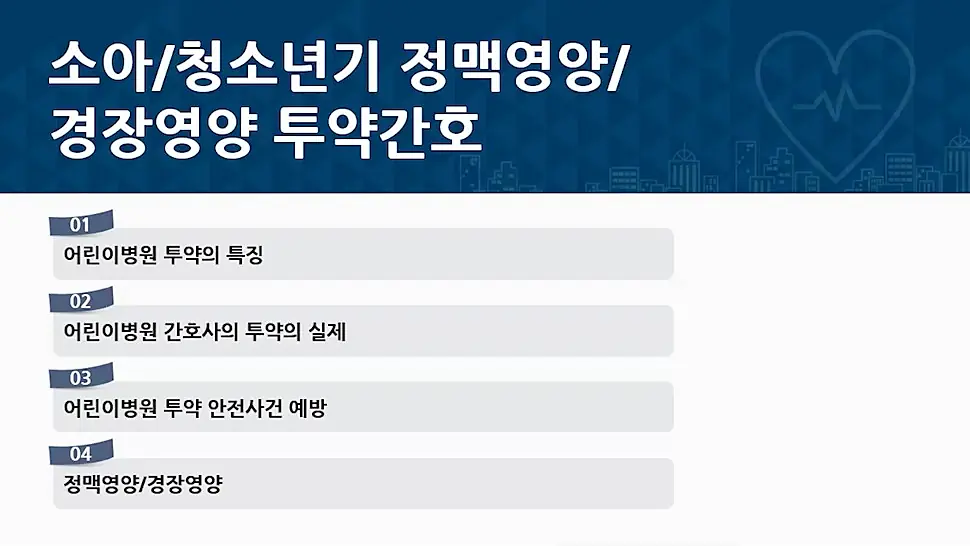 소아/청소년기 정맥영양/
경장영양 투약간호
01
어린이병원 투약의 특징
02
어린이병원 간호사의 투약의 실제
03
어린이병원 투약 안전사건 예방
04
정맥영양/경장영양